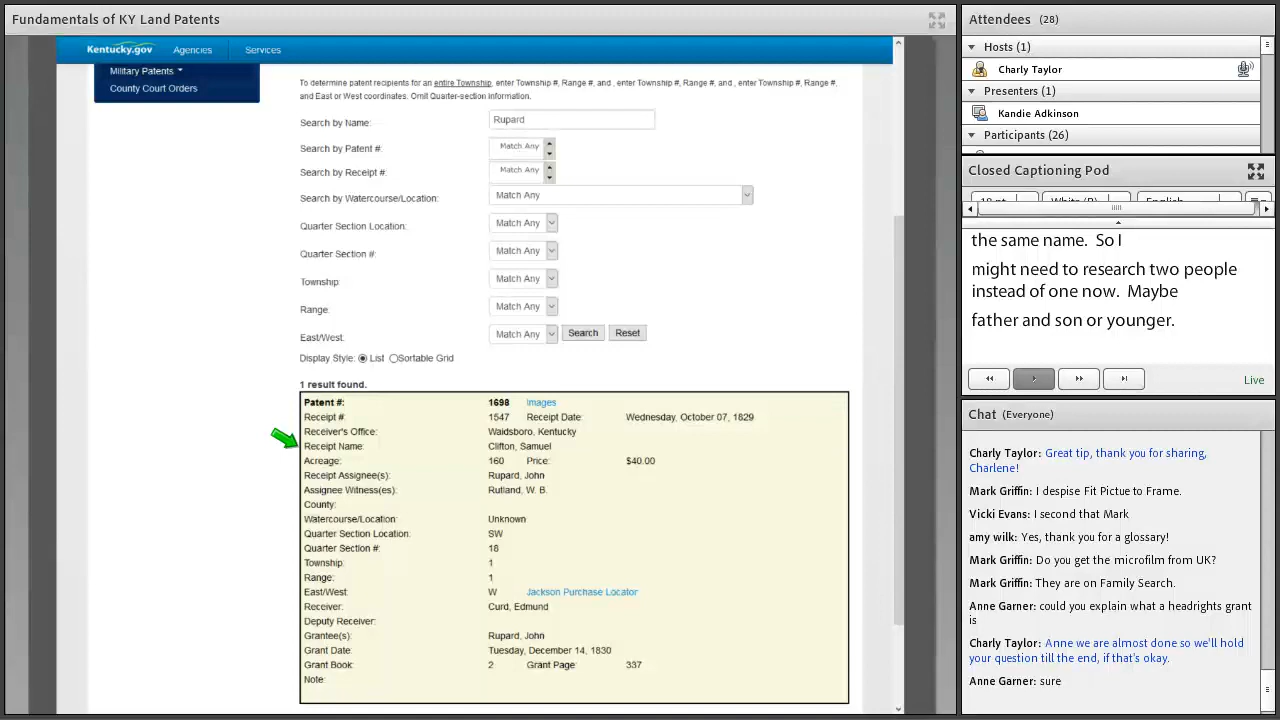 Fundamentals of KY Land Patents
Kentucky.gov Agencies Services
Military Patents
County Court Orders
To determine patent recipients for an entire Township, enter Township #, Range #, and , enter Township #, Range #, and , enter Township #, Range #,
and East or West coordinates. Omit Quarter-section information.
Search by Name: Rupard
Search by Patent #: Match Any
Search by Receipt #: Match Any
Search by Watercourse/Location: Match Any
Quarter Section Location: Match Any
Quarter Section #: Match Any
Township: Match Any
Range: Match Any
East/West: Match Any Search Reset
Display Style: List Sortable Grid
1 result found.
Patent #: 1698 Images
Receipt #: 1547 Receipt Date: Wednesday, October 07, 1829
Receiver's Office: Waidsboro, Kentucky
Receipt Name: Clifton, Samuel
Acreage: 160 Price: $40.00
Receipt Assignee(s): Rupard, John
Assignee Witness(es): Rutland, W. B.
County:
Watercourse/Location: Unknown
Quarter Section Location: SW
Quarter Section #: 18
Township: 1
Range: 1
East/West: W Jackson Purchase Locator
Receiver: Curd, Edmund
Deputy Receiver:
Grantee(s): Rupard, John
Grant Date: Tuesday, December 14, 1830
Grant Book: 2 Grant Page: 337
Note:
Attendees (28)
Hosts (1)
Charly Taylor
Presenters (1)
Kandie Adkinson
Participants (26)
Closed Captioning Pod
the same name. So I
might need to research two people
instead of one now. Maybe
father and son or younger.
Live
Chat (Everyone)
Charly Taylor: Great tip, thank you for sharing,
Charlene!
Mark Griffin: I despise Fit Pictue to Frame.
Vicki Evans: I second that Mark
amy wilk: Yes, thank you for a glossary!
Mark Griffin: Do you get the microfilm from UK?
Mark Griffin: They are on Family Search.
Anne Garner: could you explain what a headrights grant
is
Charly Taylor: Anne we are almost done so we'll hold
your question till the end, if that's okay.
Anne Garner: sure